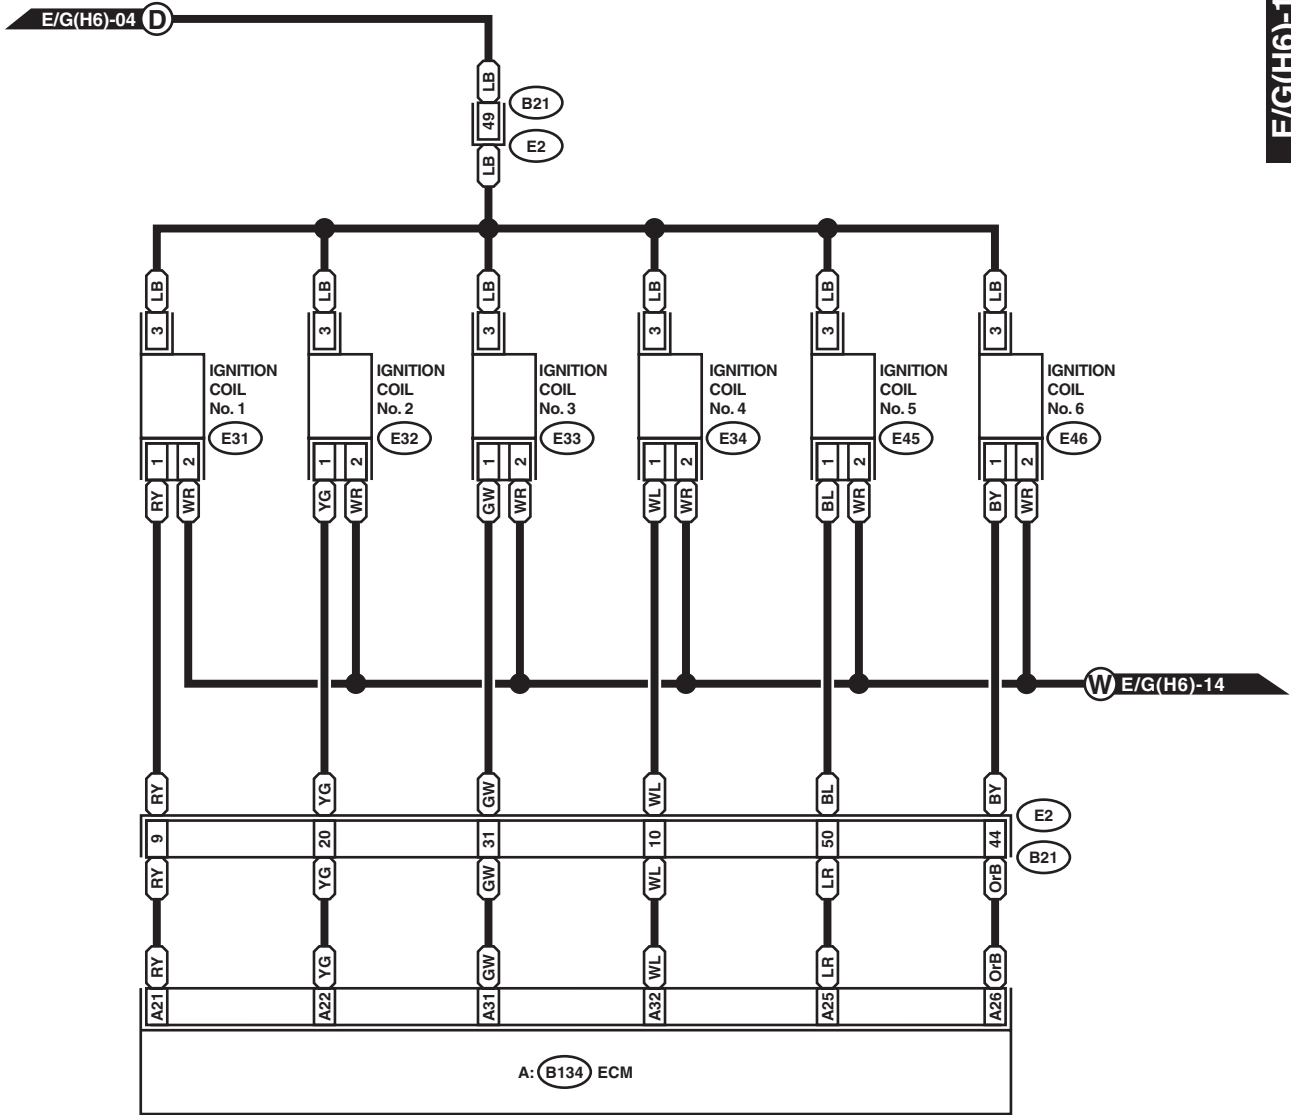 E/G(H6)-04 D
E/G(H6)-1
LB
49
B21
E2
LB
LB LB LB LB LB LB
3 3 3 3 3 3
IGNITION
COIL
No. 1
E31
IGNITION
COIL
No. 2
E32
IGNITION
COIL
No. 3
E33
IGNITION
COIL
No. 4
E34
IGNITION
COIL
No. 5
E45
IGNITION
COIL
No. 6
E46
1 2 1 2 1 2 1 2 1 2 1 2
RY WR YG WR GW WR WL WR BL WR BY WR
W E/G(H6)-14
RY YG GW WL BL BY
E2
9 20 31 10 50 44
B21
RY YG GW WL LR OrB
RY YG GW WL LR OrB
A21 A22 A31 A32 A25 A26
A: B134 ECM